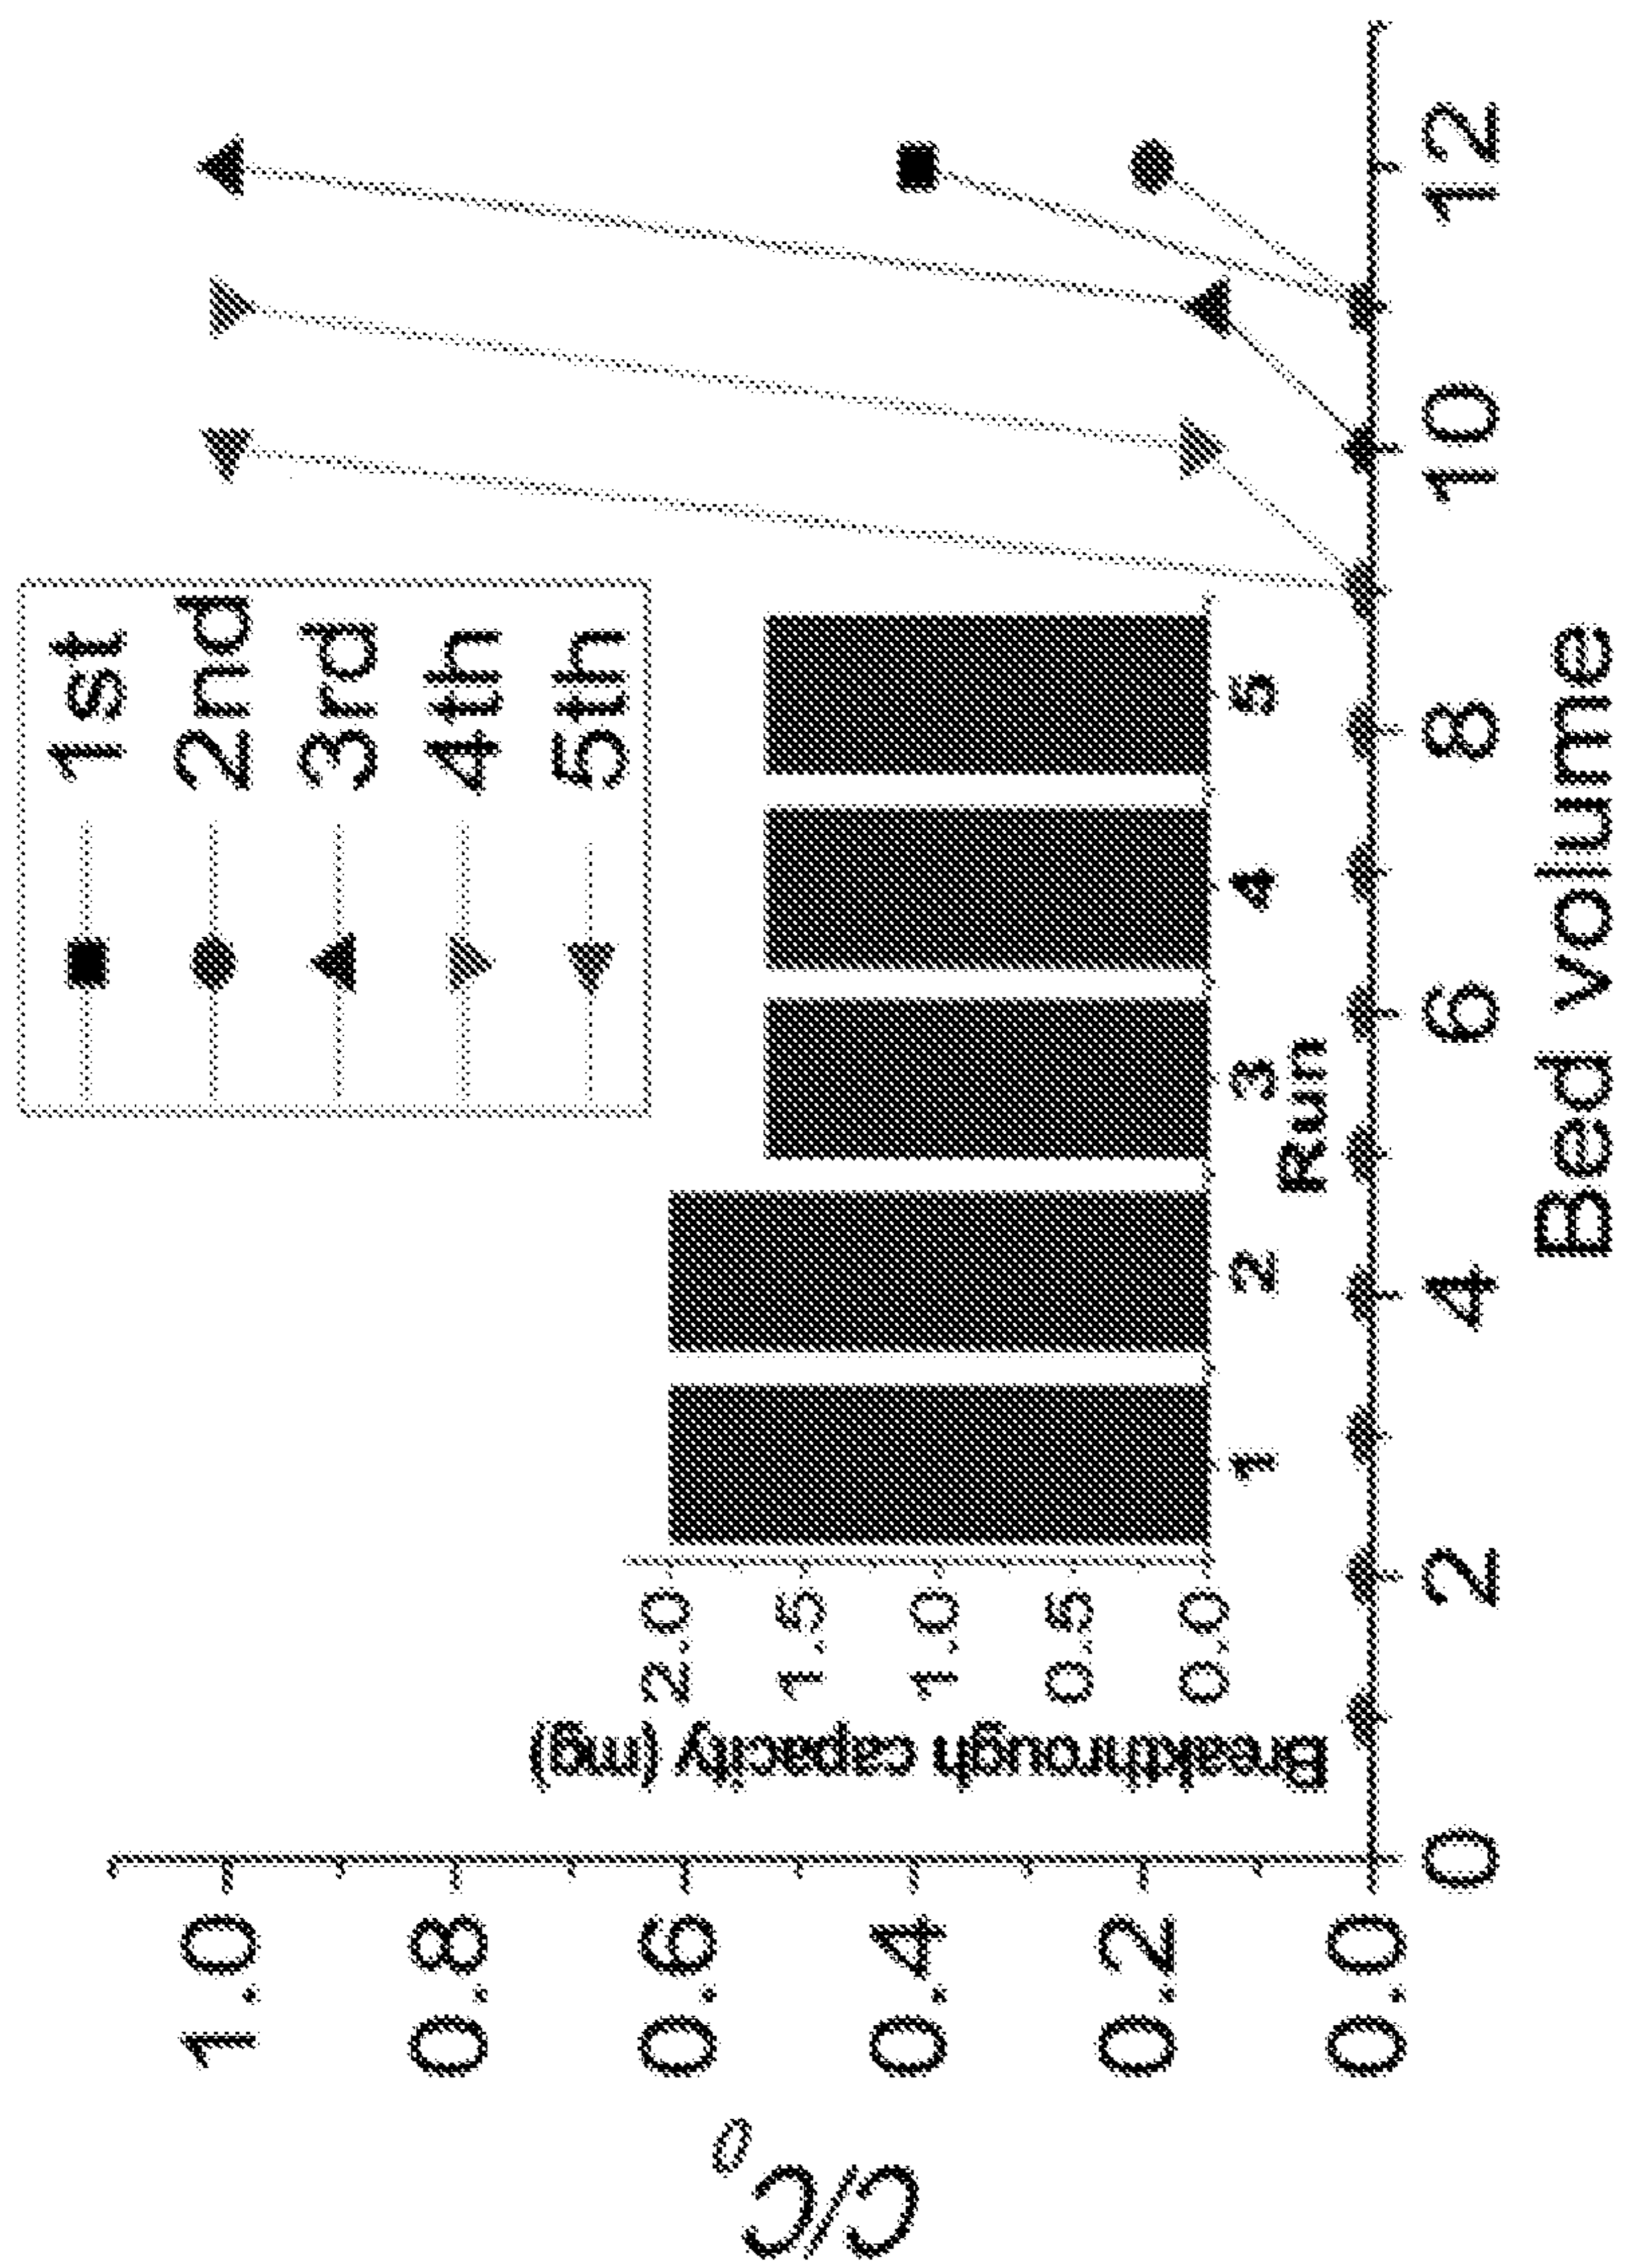 C/C0
1.0
0.8
0.6
0.4
0.2
0.0
1st
2nd
3rd
4th
5th
Breakthrough capacity (mg)
2.0
1.5
1.0
0.5
0.0
1 2 3 4 5
Run
0 2 4 6 8 10 12
Bed vollume